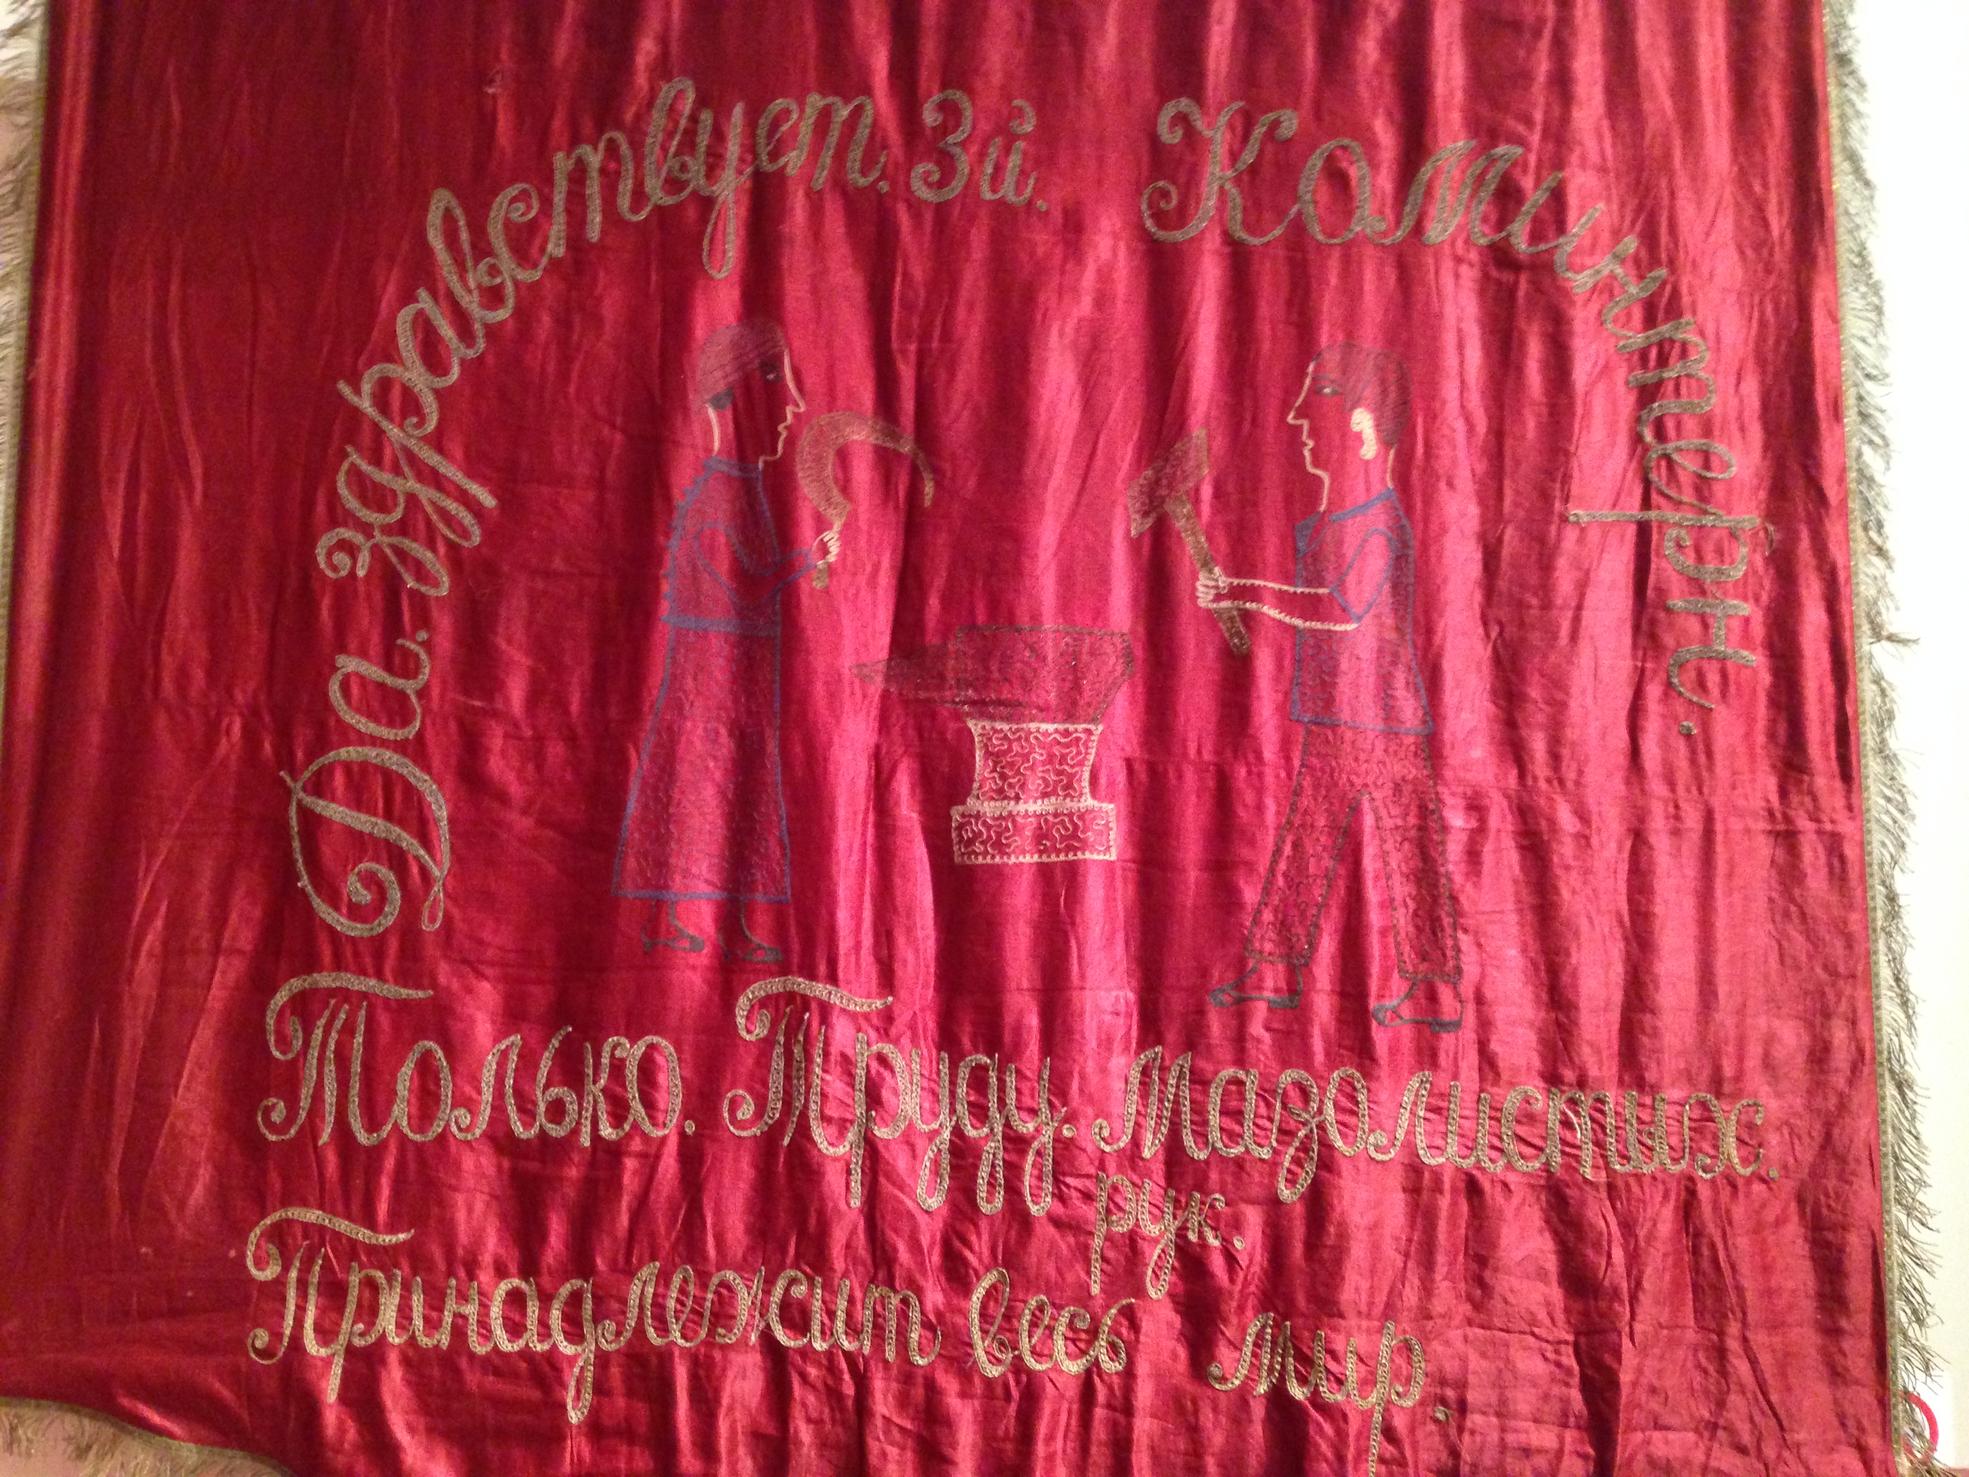 Да. здравствует. 3й. Коминтерн.
Только. Труду. мазолистых.
рук.
Принадлежит весь мир.